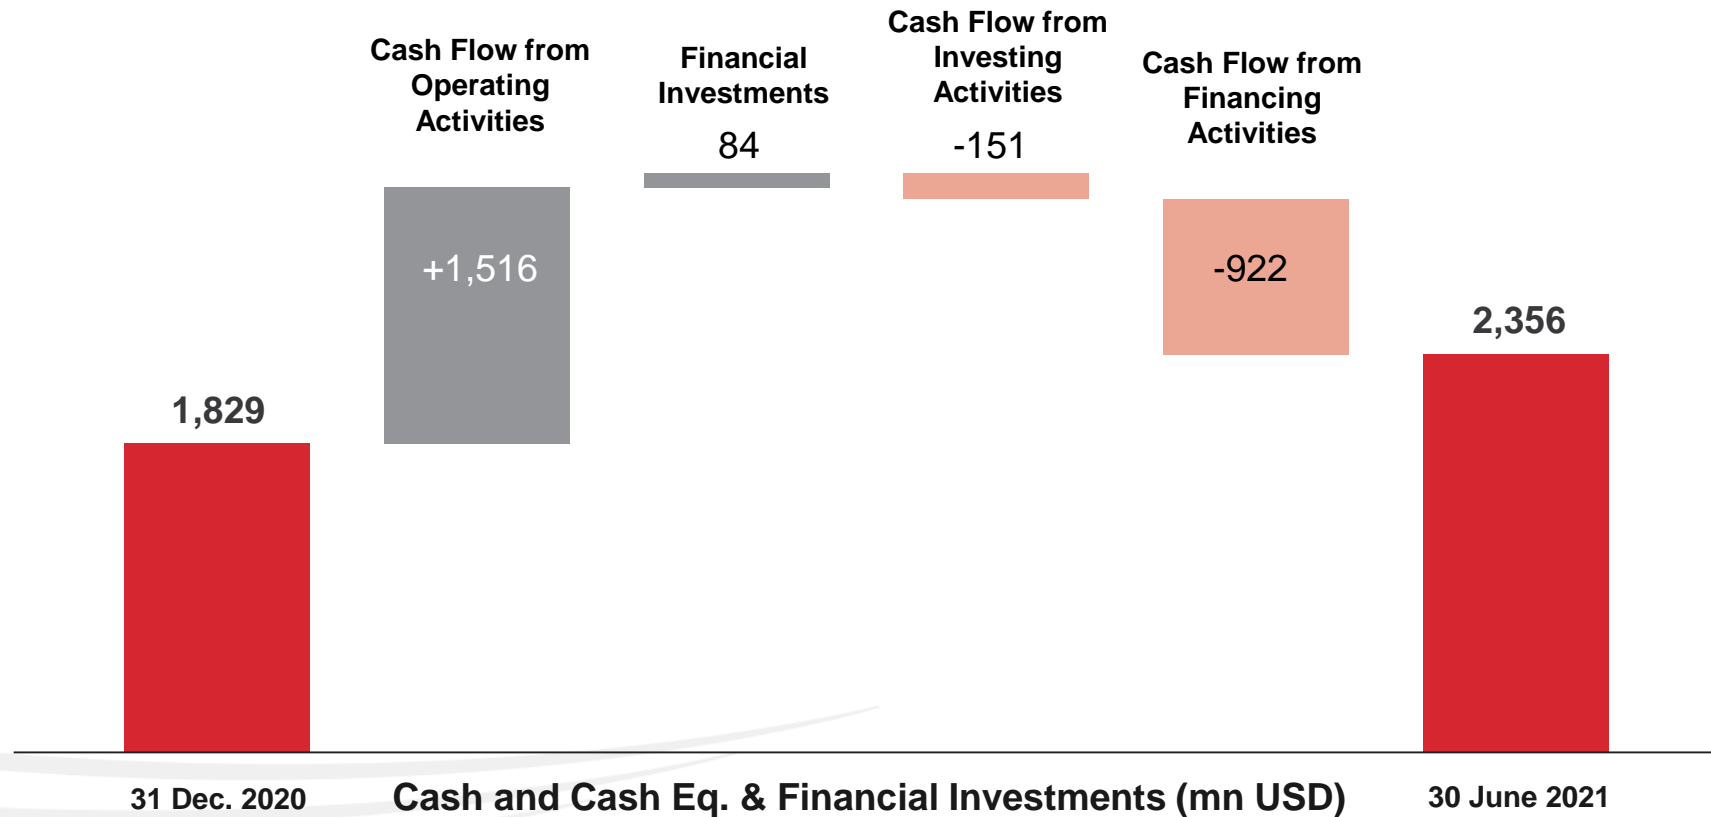 Cash Flow from
Operating
Activities
+1,516
Financial
Investments
84
Cash Flow from
Investing
Activities
-151
Cash Flow from
Financing
Activities
-922
1,829
2,356
31 Dec. 2020
Cash and Cash Eq. & Financial Investments (mn USD)
30 June 2021